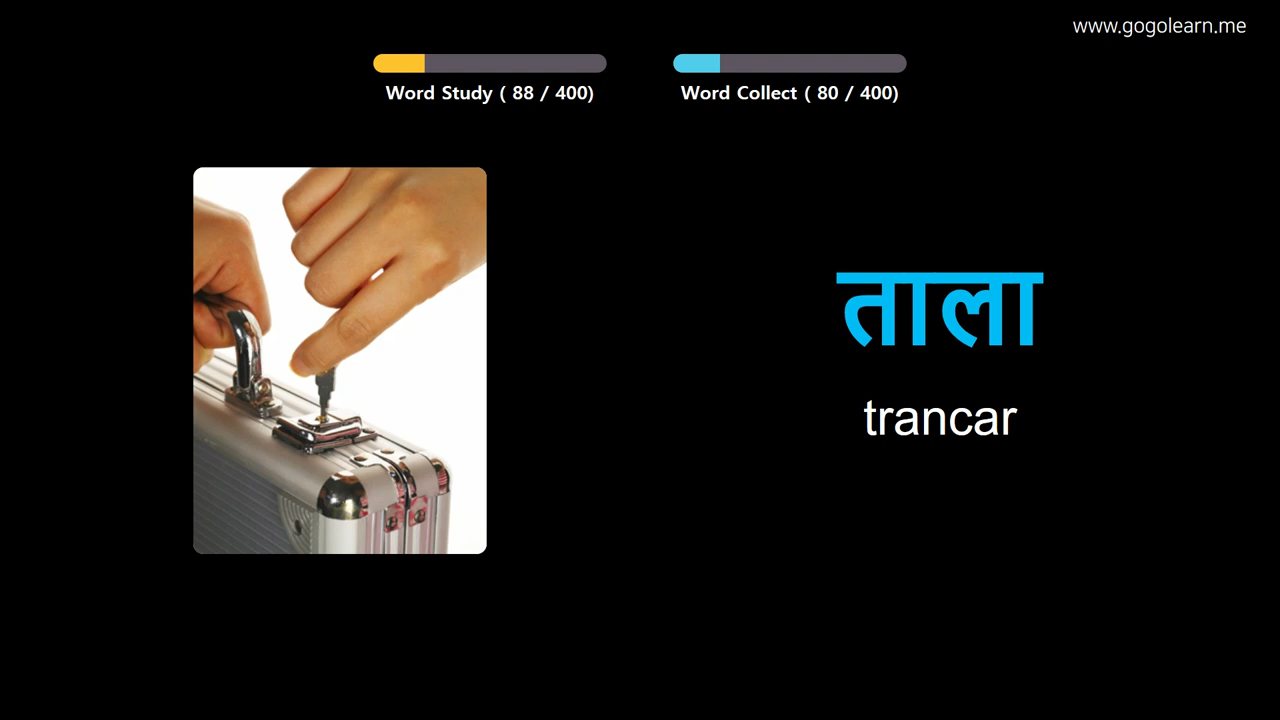 www.gogolearn.me
Word Study ( 88 / 400)
Word Collect ( 80 / 400)
ताला
trancar